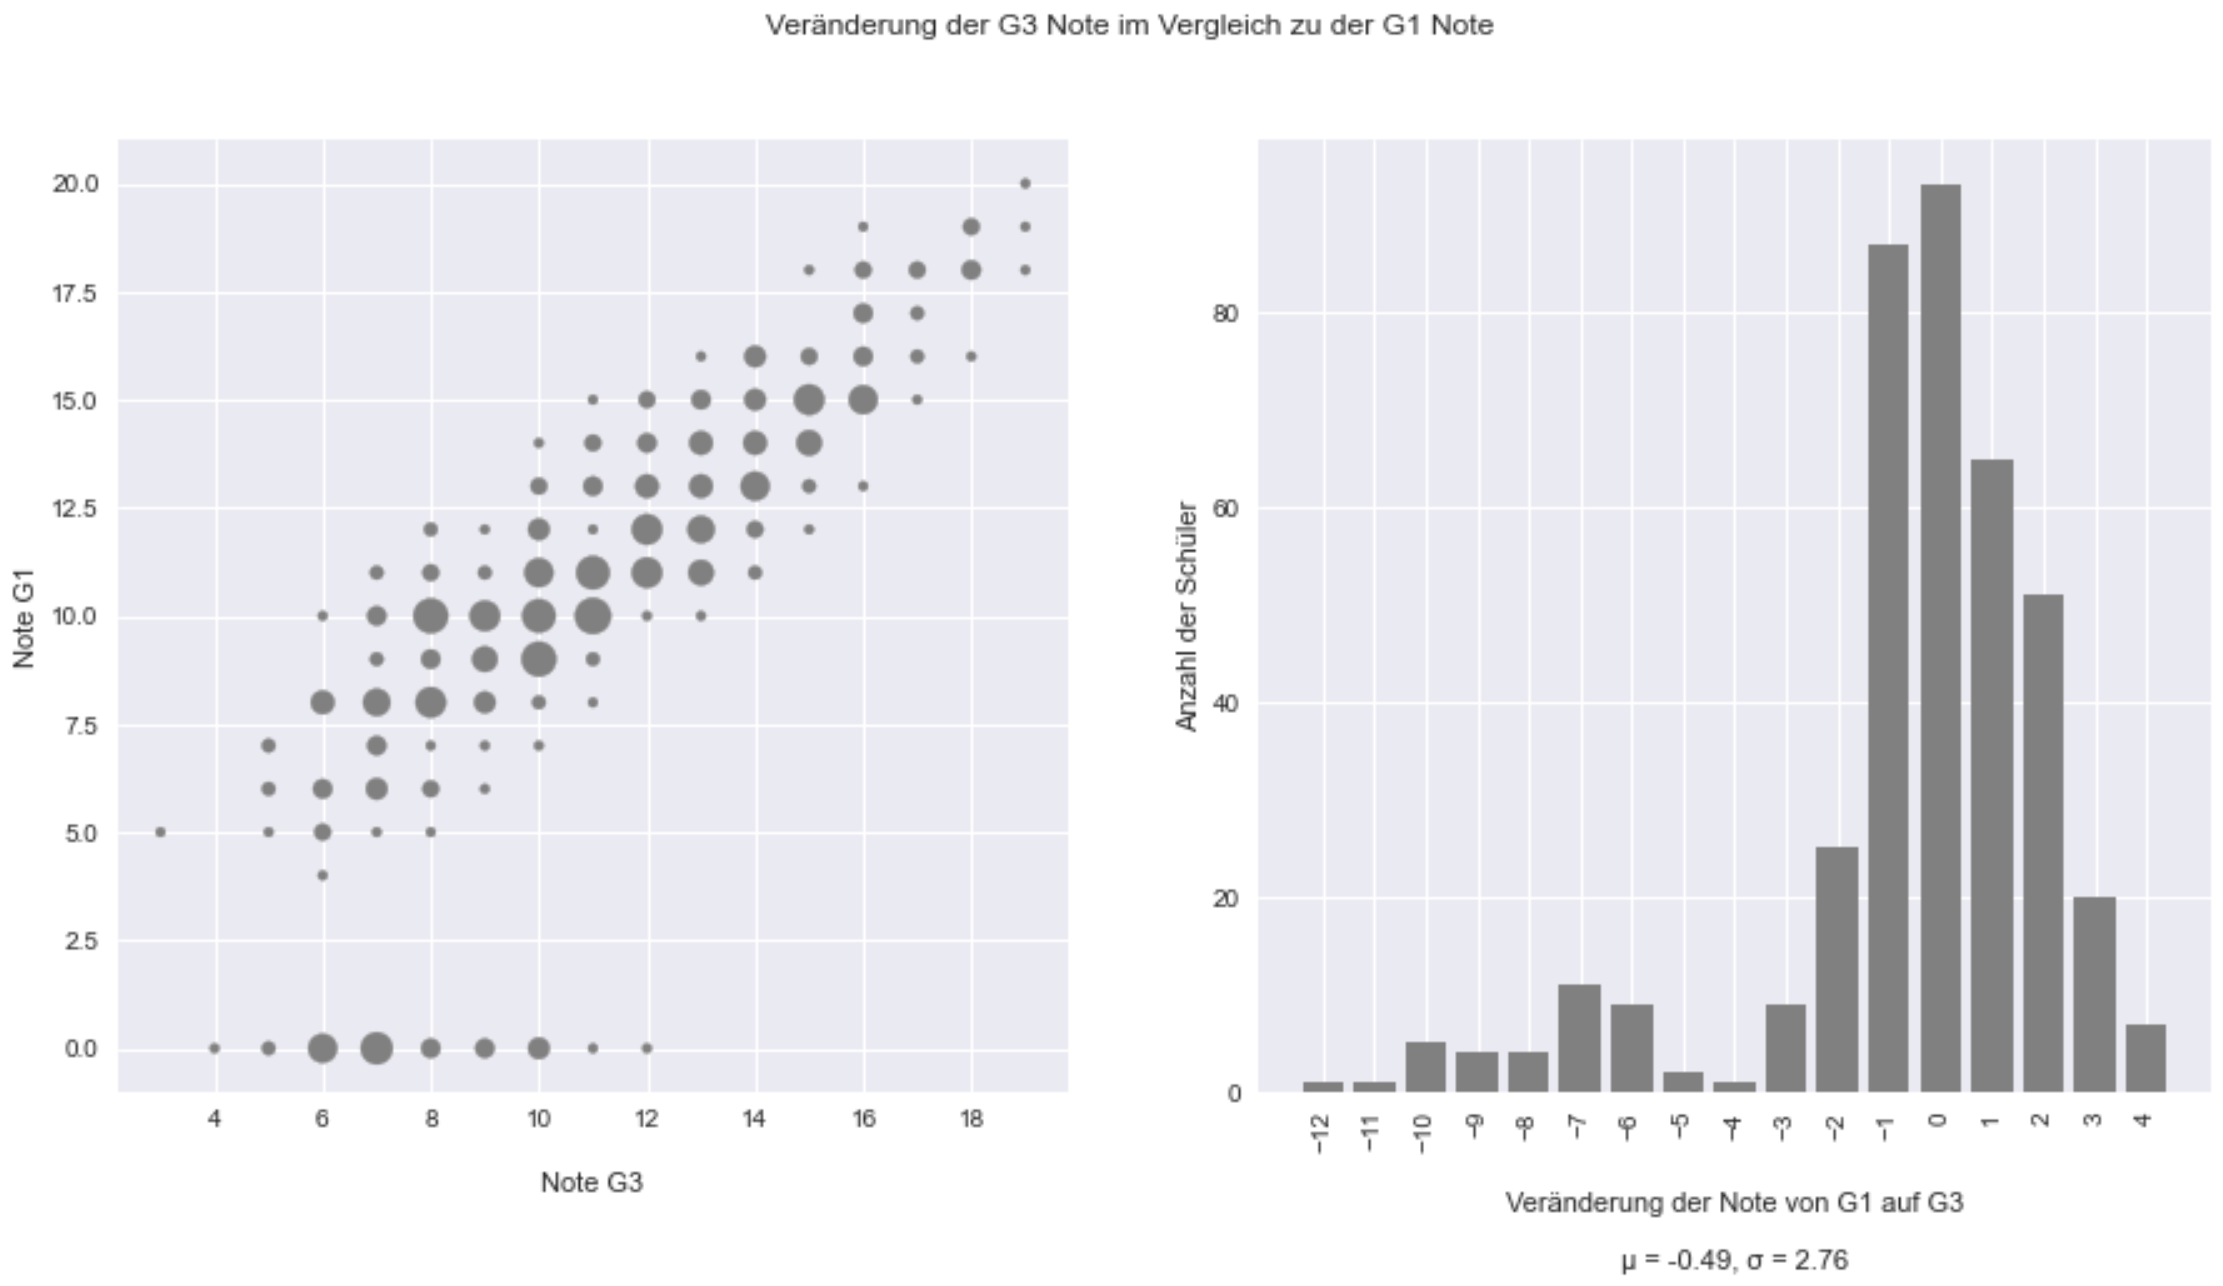 Veränderung der G3 Note im Vergleich zu der G1 Note
Note G1
20.0
17.5
15.0
12.5
10.0
7.5
5.0
2.5
0.0
4 6 8 10 12 14 16 18
Note G3
Anzahl der Schüler
80
60
40
20
0
−12 −11 −10 −9 −8 −7 −6 −5 −4 −3 −2 −1 0 1 2 3 4
Veränderung der Note von G1 auf G3
μ = -0.49, σ = 2.76